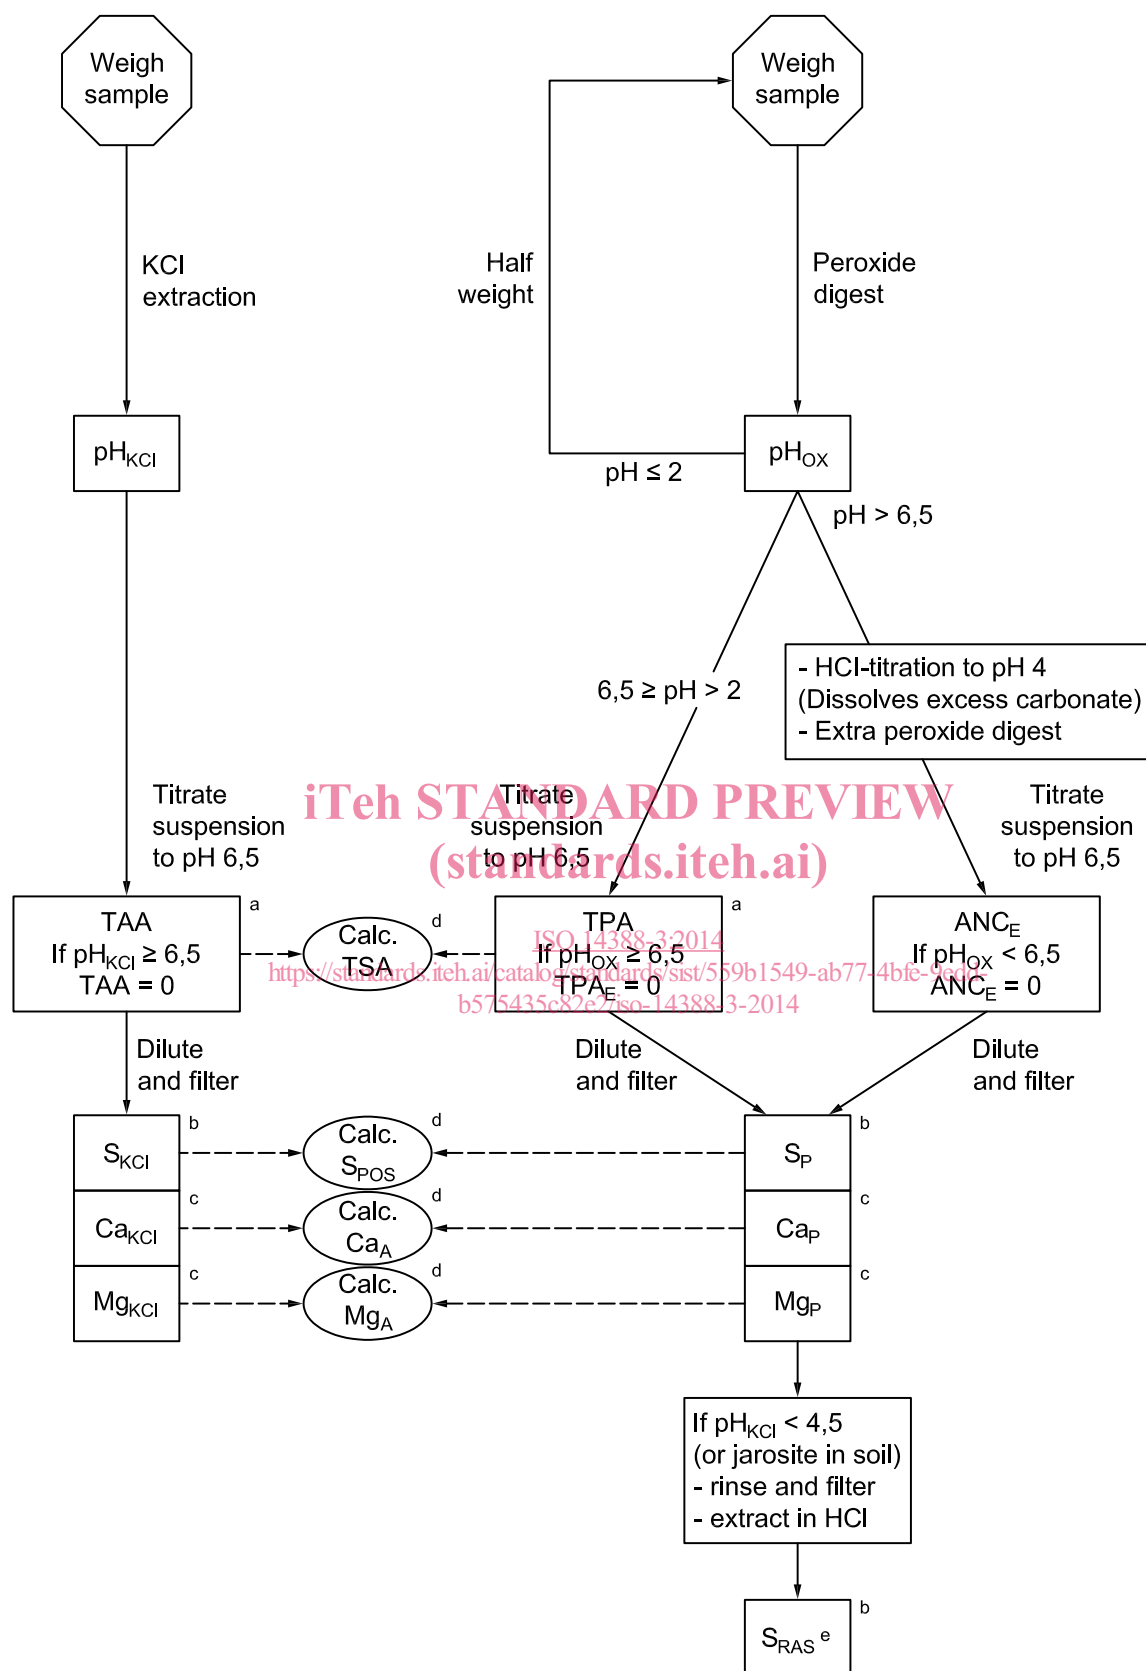 Weigh
sample
Weigh
sample
KCl
extraction
Half
weight
Peroxide
digest
pHKCl
pHOX
pH ≤ 2
pH > 6,5
6,5 ≥ pH > 2
- HCl-titration to pH 4
(Dissolves excess carbonate)
- Extra peroxide digest
iTeh STANDARD PREVIEW
(standards.iteh.ai)
Titrate
suspension
to pH 6,5
Titrate
suspension
to pH 6,5
Titrate
suspension
to pH 6,5
TAA
If pHKCl ≥ 6,5
TAA = 0
a
Calc.
TSA
d
TPA
If pHOX ≥ 6,5
TPAE = 0
a
ANCE
If pHOX < 6,5
ANCE = 0
ISO 14388-3:2014
https://standards.iteh.ai/catalog/standards/sist/559b1549-ab77-4bfe-9edd-
b575435c82e2/iso-14388-3-2014
Dilute
and filter
Dilute
and filter
Dilute
and filter
SKCl
b
Calc.
SPOS
d
SP
b
CaKCl
c
Calc.
CaA
d
CaP
c
MgKCl
c
Calc.
MgA
d
MgP
c
If pHKCl < 4,5
(or jarosite in soil)
- rinse and filter
- extract in HCl
SRAS e
b